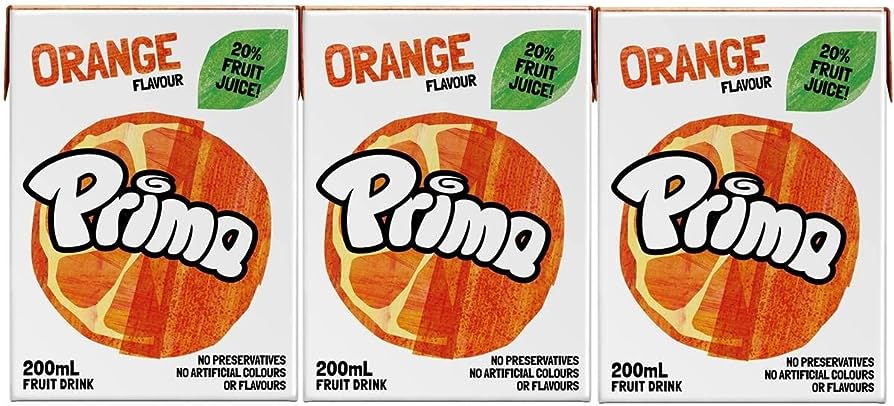 ORANGE
FLAVOUR
20%
FRUIT
JUICE!
Prima
200mL
FRUIT DRINK
NO PRESERVATIVES
NO ARTIFICIAL COLOURS
OR FLAVOURS
ORANGE
FLAVOUR
20%
FRUIT
JUICE!
Prima
200mL
FRUIT DRINK
NO PRESERVATIVES
NO ARTIFICIAL COLOURS
OR FLAVOURS
ORANGE
FLAVOUR
20%
FRUIT
JUICE!
Prima
200mL
FRUIT DRINK
NO PRESERVATIVES
NO ARTIFICIAL COLOURS
OR FLAVOURS